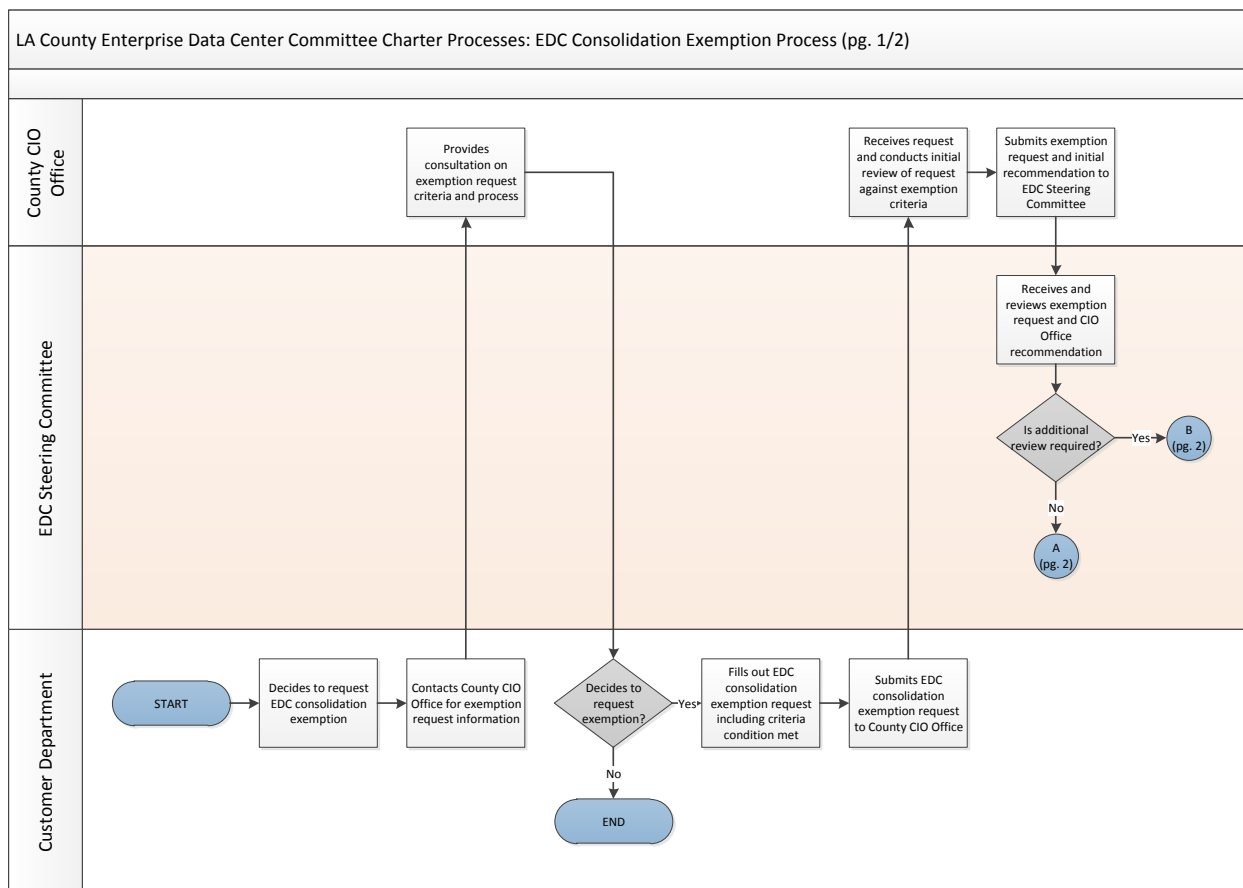 LA County Enterprise Data Center Committee Charter Processes: EDC Consolidation Exemption Process (pg. 1/2)
County CIO
Office
Provides
consultation on
exemption request
criteria and process
Receives request
and conducts initial
review of request
against exemption
criteria
Submits exemption
request and initial
recommendation to
EDC Steering
Committee
EDC Steering Committee
Receives and
reviews exemption
request and CIO
Office
recommendation
Is additional
review required?
Yes
B
(pg. 2)
No
A
(pg. 2)
Customer Department
START
Decides to request
EDC consolidation
exemption
Contacts County CIO
Office for exemption
request information
Decides to
request
exemption?
Yes
Fills out EDC
consolidation
exemption request
including criteria
condition met
Submits EDC
consolidation
exemption request
to County CIO Office
No
END